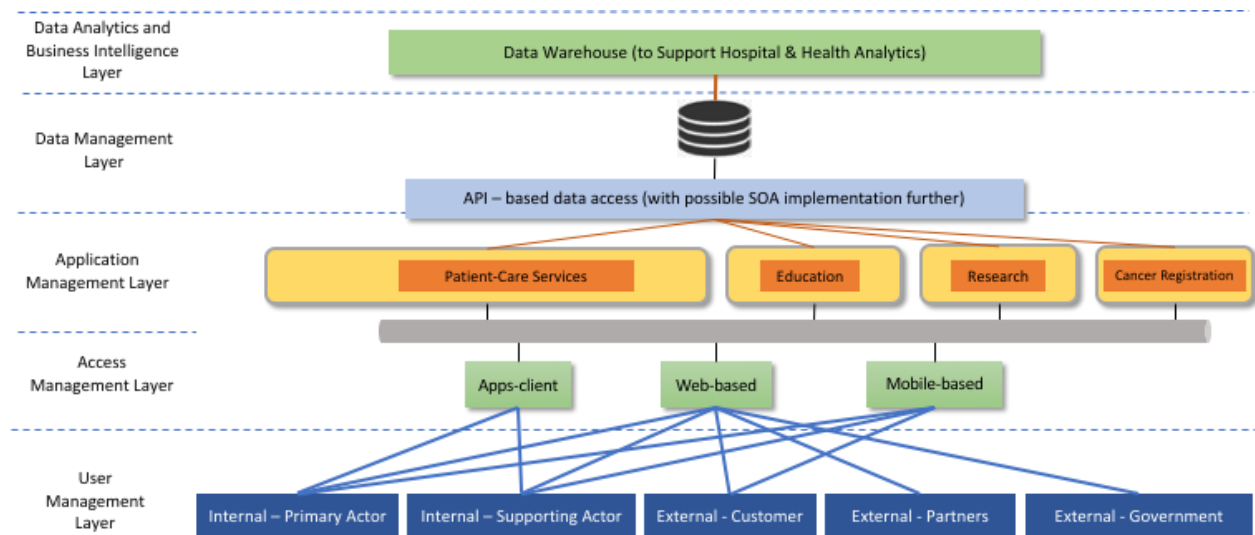 Data Analytics and
Business Intelligence
Layer
Data Warehouse (to Support Hospital & Health Analytics)
Data Management
Layer
API – based data access (with possible SOA implementation further)
Application
Management Layer
Patient-Care Services
Education
Research
Cancer Registration
Access
Management Layer
Apps-client
Web-based
Mobile-based
User
Management
Layer
Internal – Primary Actor
Internal – Supporting Actor
External - Customer
External - Partners
External - Government